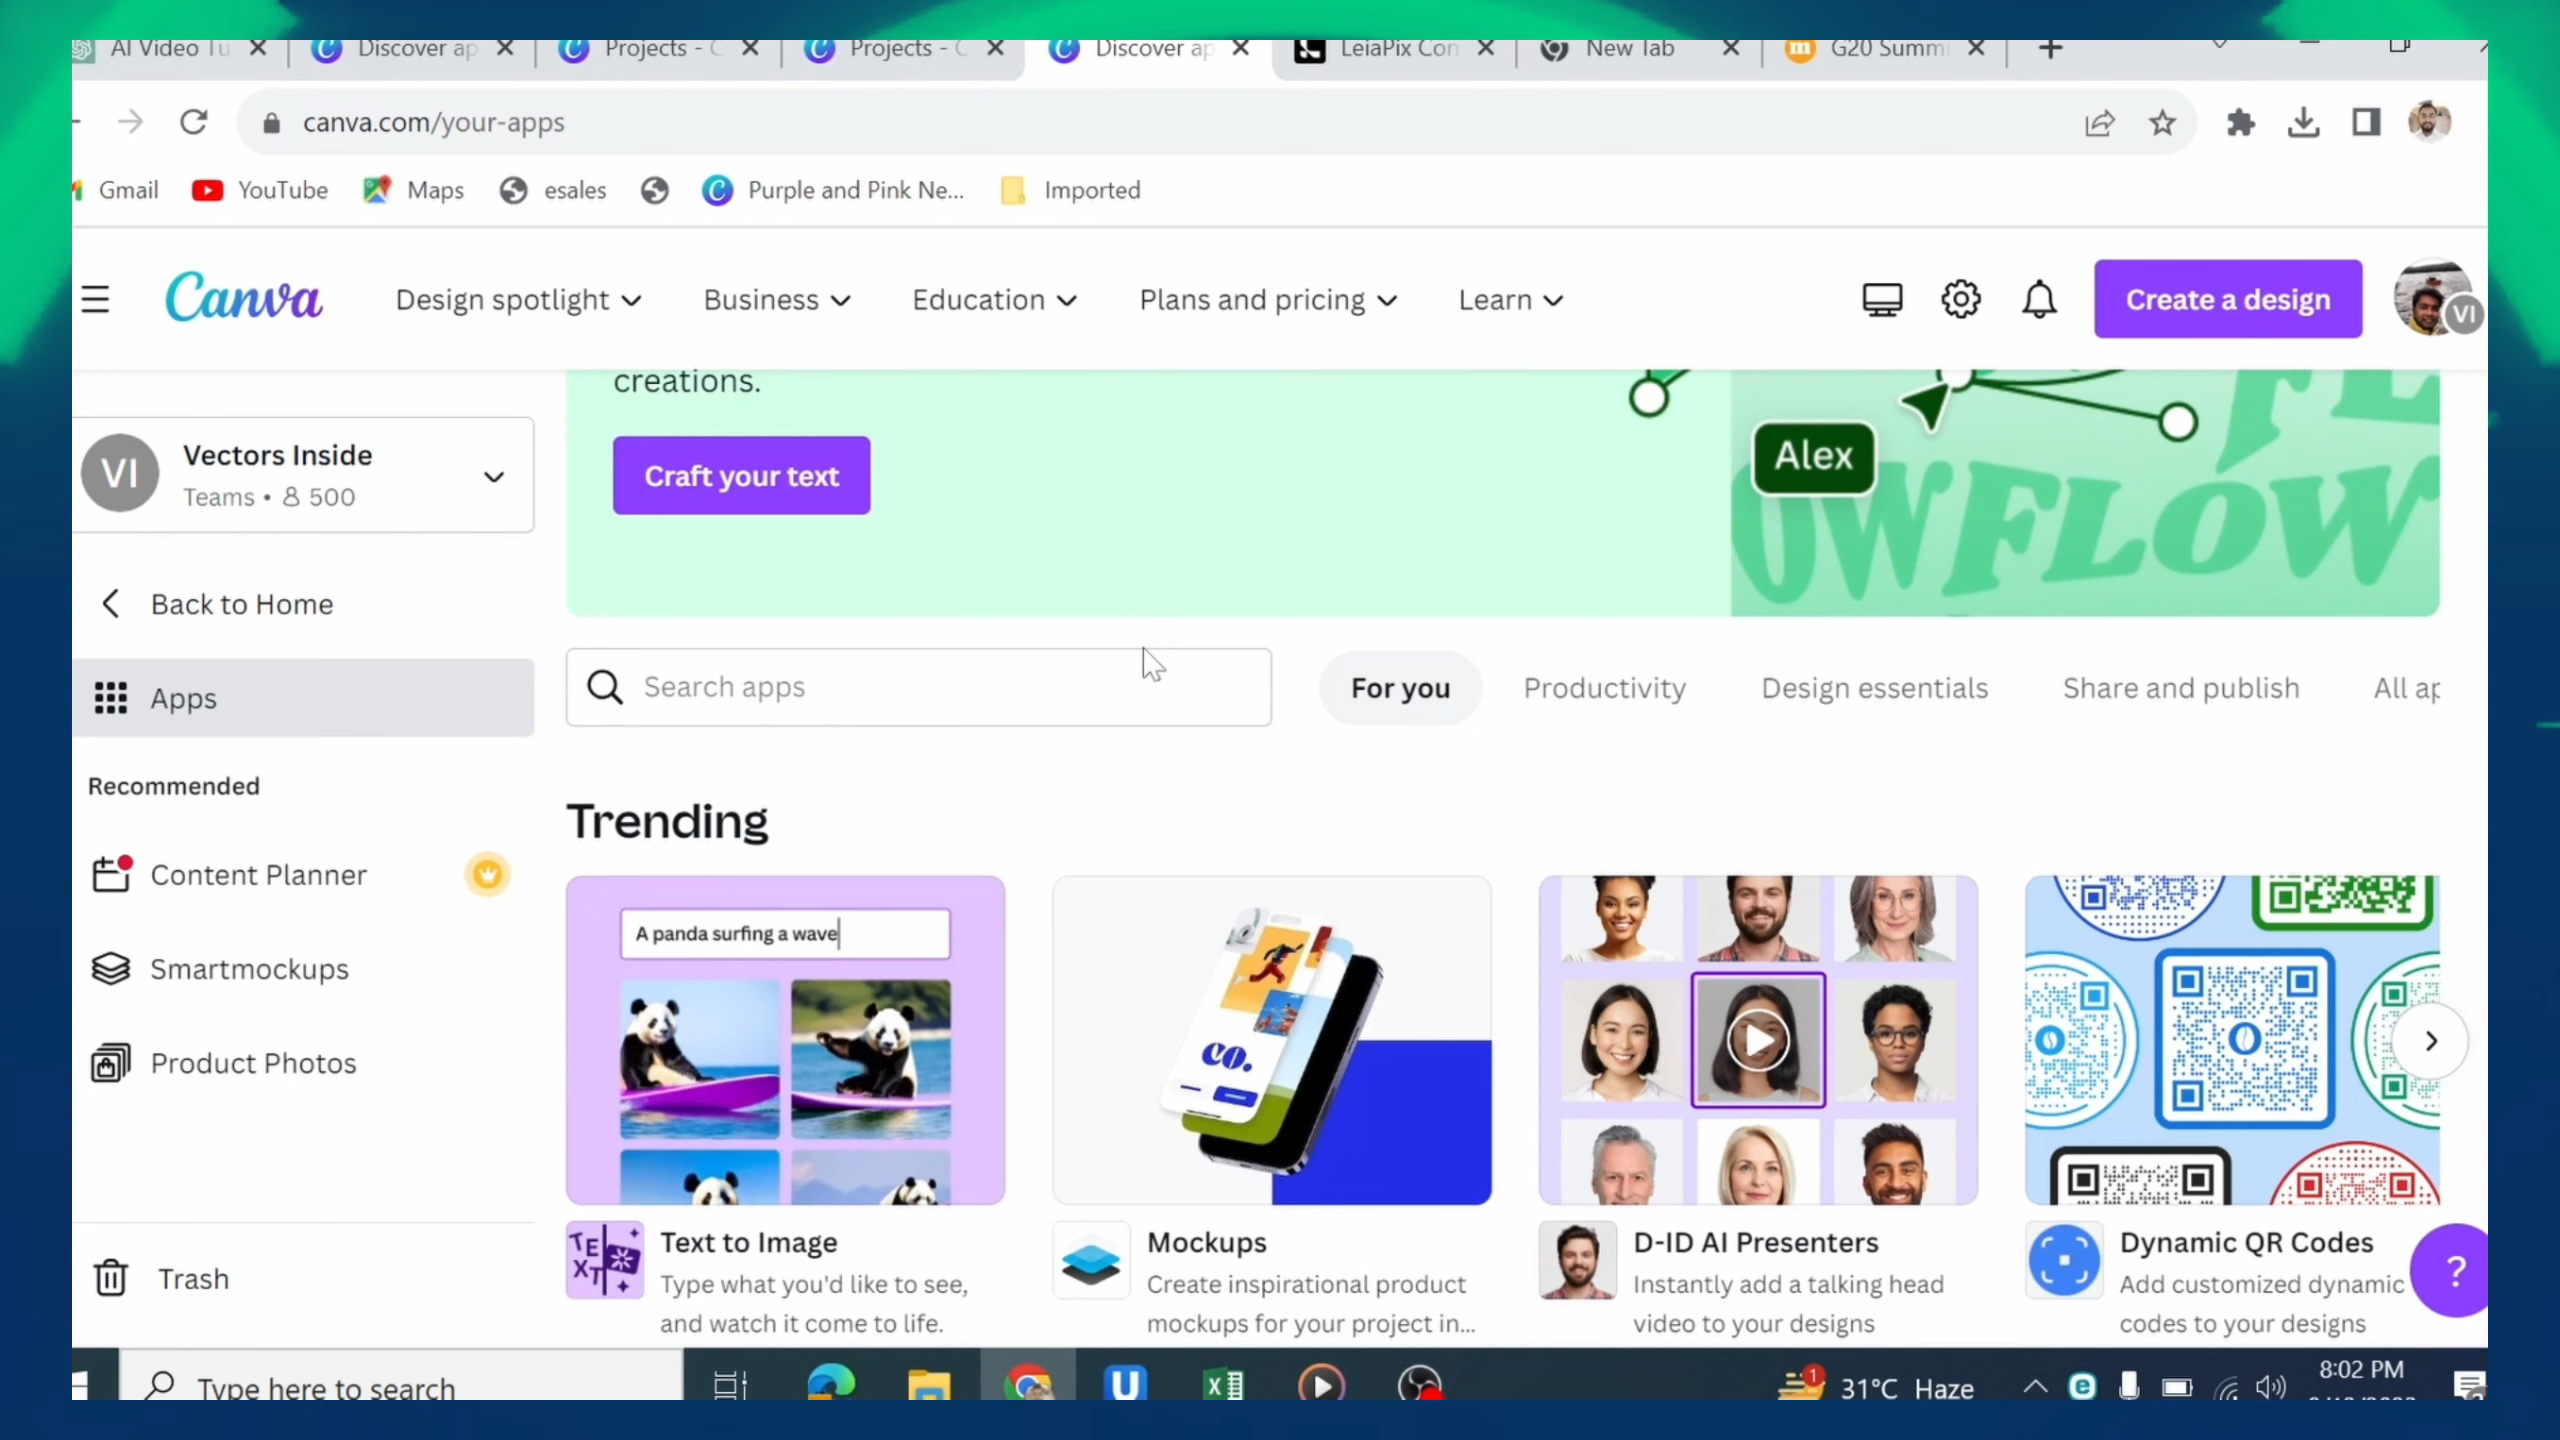 AI Video Tu
Discover ap
Projects - C
Projects - C
Discover ap
LeiaPix Con
New Tab
G20 Summi
canva.com/your-apps
Gmail
YouTube
Maps
esales
Purple and Pink Ne...
Imported
Canva
Design spotlight
Business
Education
Plans and pricing
Learn
Create a design
VI
creations.
Craft your text
Alex
FL
OWFLOW
VI
Vectors Inside
Teams • 500
Back to Home
Apps
Search apps
For you
Productivity
Design essentials
Share and publish
All ap
Recommended
Content Planner
Smartmockups
Product Photos
Trending
A panda surfing a wave
co.
TEXT
Text to Image
Type what you'd like to see,
and watch it come to life.
Mockups
Create inspirational product
mockups for your project in...
D-ID AI Presenters
Instantly add a talking head
video to your designs
Dynamic QR Codes
Add customized dynamic
codes to your designs
?
Trash
Type here to search
1
31°C Haze
8:02 PM